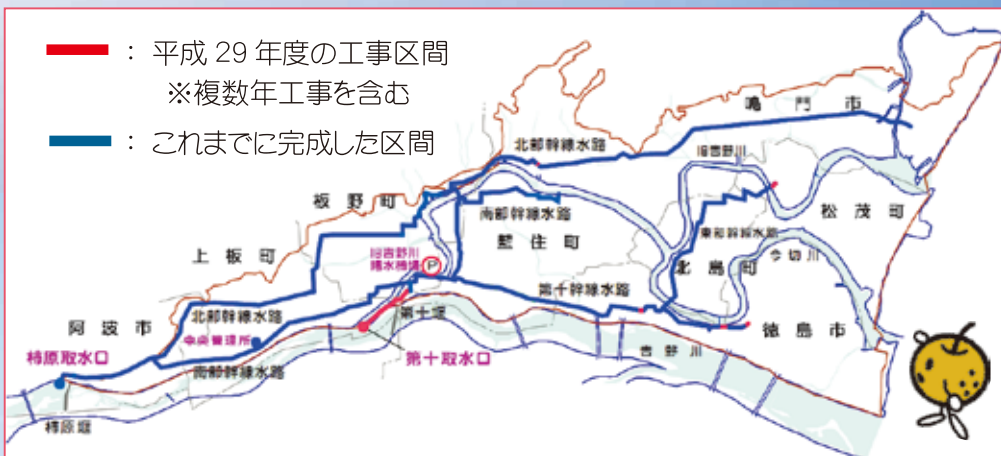 ： 平成 29 年度の工事区間
※複数年工事を含む
： これまでに完成した区間
鳴門市
北部幹線水路
旧吉野川
板野町
松茂町
南部幹線水路
藍住町
東部幹線水路
上板町
旧吉野川
揚水機場
P
北島町
今切川
第十幹線水路
北部幹線水路
阿波市
第十堰
徳島市
中央管理所
吉野川
柿原取水口
第十取水口
南部幹線水路
柿原堰